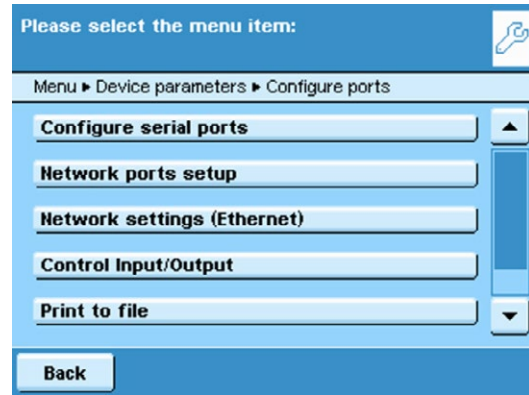 Please select the menu item:
Menu ▸ Device parameters ▸ Configure ports
Configure serial ports
Network ports setup
Network settings (Ethernet)
Control Input/Output
Print to file
Back